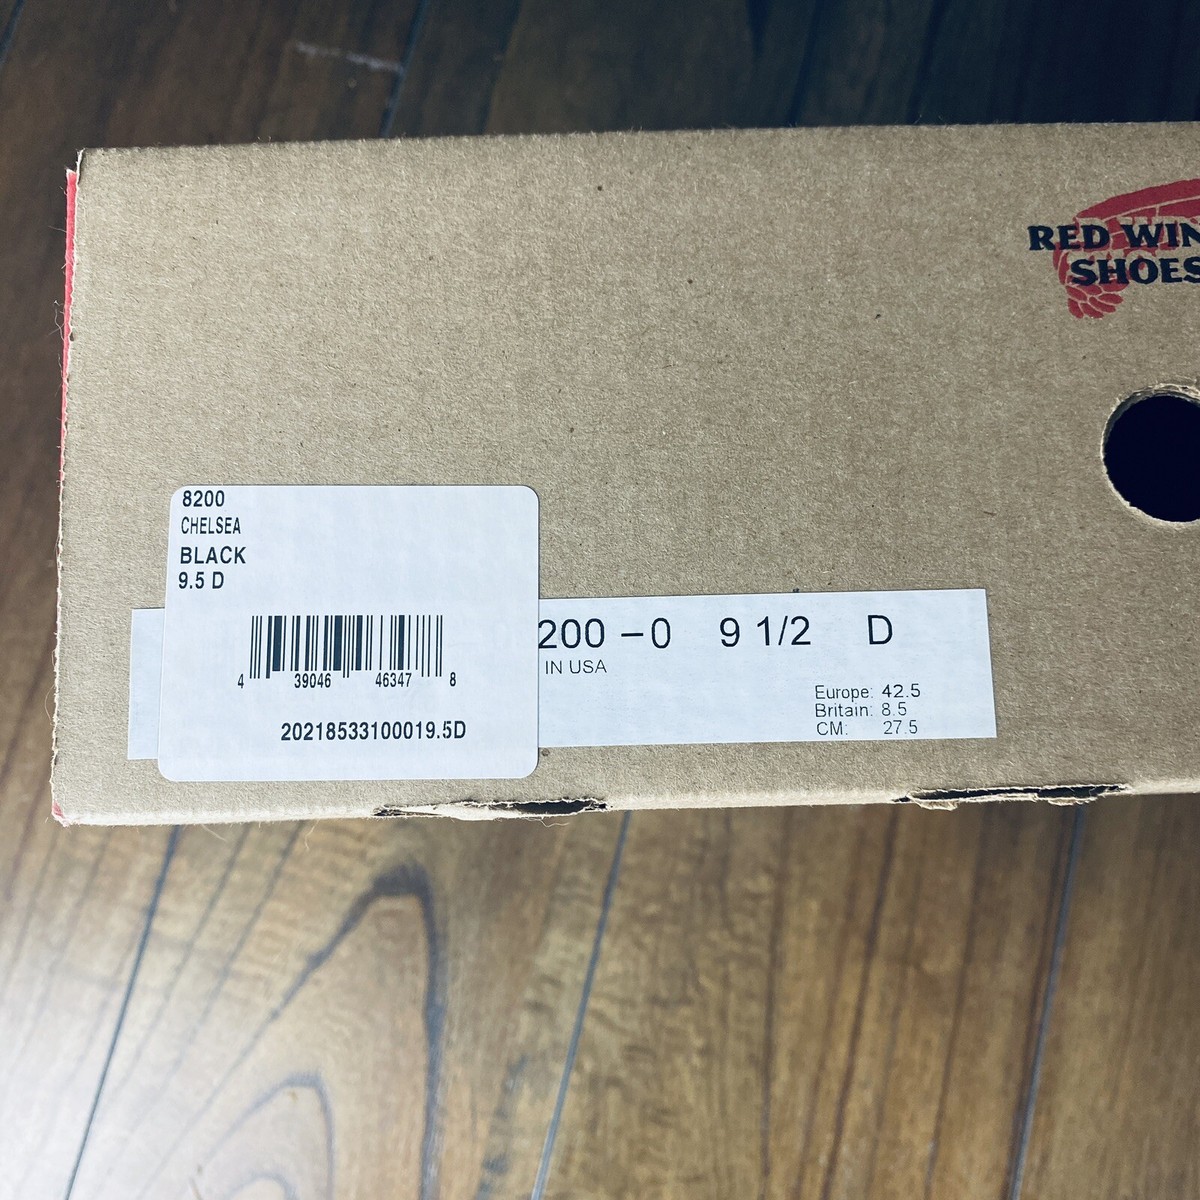 RED WIN
SHOES
8200
CHELSEA
BLACK
9.5 D
4 39046 46347 8
20218533100019.5D
200 –0 9 1/2 D
IN USA
Europe: 42.5
Britain: 8.5
CM: 27.5